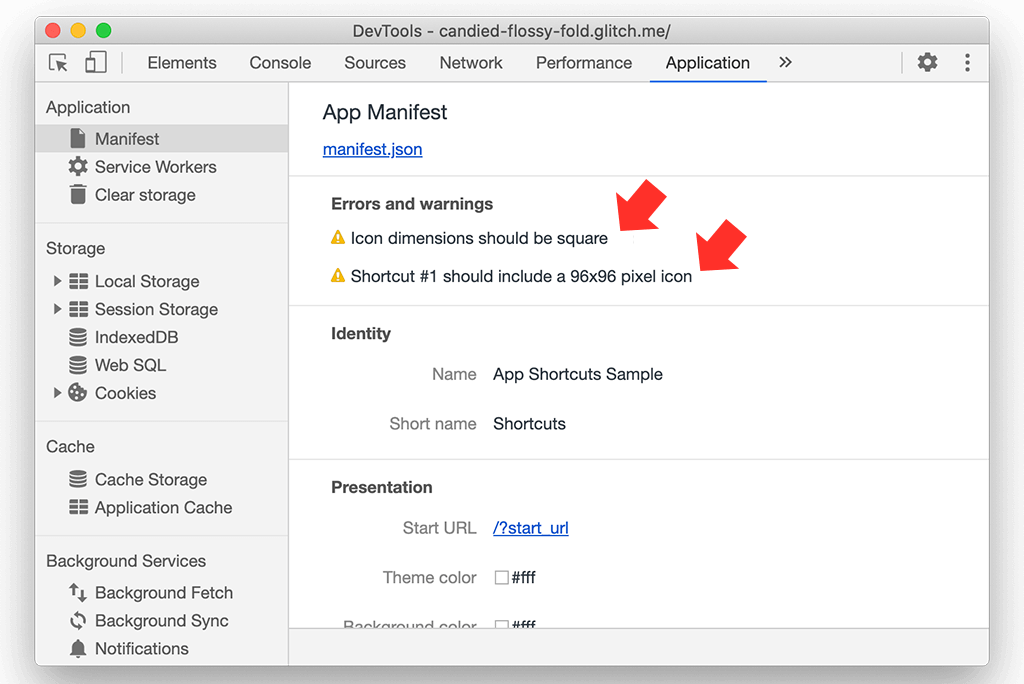 DevTools - candied-flossy-fold.glitch.me/
Elements Console Sources Network Performance Application »
Application
Manifest
Service Workers
Clear storage
Storage
Local Storage
Session Storage
IndexedDB
Web SQL
Cookies
Cache
Cache Storage
Application Cache
Background Services
Background Fetch
Background Sync
Notifications
App Manifest
manifest.json
Errors and warnings
Icon dimensions should be square
Shortcut #1 should include a 96x96 pixel icon
Identity
Name App Shortcuts Sample
Short name Shortcuts
Presentation
Start URL /?start_url
Theme color #fff
Background color #fff